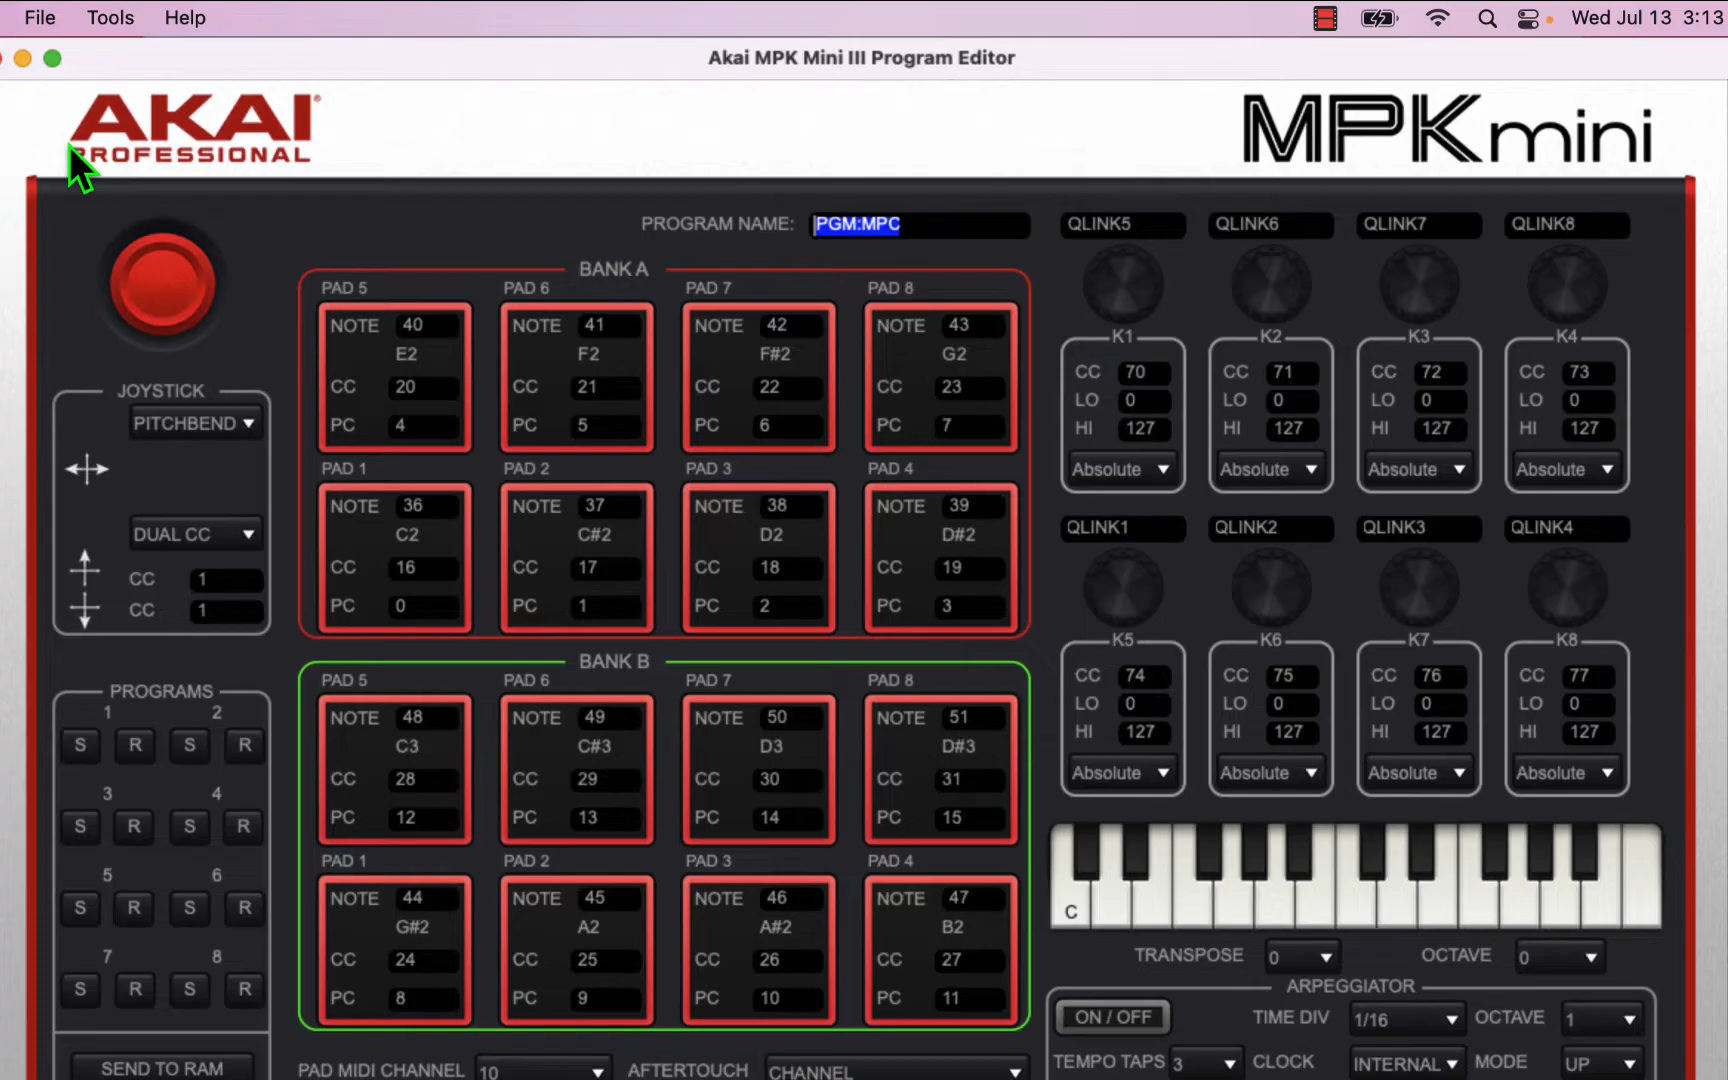 File Tools Help Wed Jul 13 3:13
Akai MPK Mini III Program Editor
AKAI
PROFESSIONAL
MPK mini
PROGRAM NAME: PGM:MPC
QLINK5 QLINK6 QLINK7 QLINK8
BANK A
PAD 5 PAD 6 PAD 7 PAD 8
NOTE 40 NOTE 41 NOTE 42 NOTE 43
E2 F2 F#2 G2
CC 20 CC 21 CC 22 CC 23
PC 4 PC 5 PC 6 PC 7
PAD 1 PAD 2 PAD 3 PAD 4
NOTE 36 NOTE 37 NOTE 38 NOTE 39
C2 C#2 D2 D#2
CC 16 CC 17 CC 18 CC 19
PC 0 PC 1 PC 2 PC 3
K1 K2 K3 K4
CC 70 CC 71 CC 72 CC 73
LO 0 LO 0 LO 0 LO 0
HI 127 HI 127 HI 127 HI 127
Absolute Absolute Absolute Absolute
QLINK1 QLINK2 QLINK3 QLINK4
JOYSTICK
PITCHBEND
DUAL CC
CC 1
CC 1
BANK B
PAD 5 PAD 6 PAD 7 PAD 8
NOTE 48 NOTE 49 NOTE 50 NOTE 51
C3 C#3 D3 D#3
CC 28 CC 29 CC 30 CC 31
PC 12 PC 13 PC 14 PC 15
PAD 1 PAD 2 PAD 3 PAD 4
NOTE 44 NOTE 45 NOTE 46 NOTE 47
G#2 A2 A#2 B2
CC 24 CC 25 CC 26 CC 27
PC 8 PC 9 PC 10 PC 11
K5 K6 K7 K8
CC 74 CC 75 CC 76 CC 77
LO 0 LO 0 LO 0 LO 0
HI 127 HI 127 HI 127 HI 127
Absolute Absolute Absolute Absolute
PROGRAMS
1 2
S R S R
3 4
S R S R
5 6
S R S R
7 8
S R S R
SEND TO RAM
C
TRANSPOSE 0 OCTAVE 0
ARPEGGIATOR
ON / OFF TIME DIV 1/16 OCTAVE 1
TEMPO TAPS 3 CLOCK INTERNAL MODE UP
PAD MIDI CHANNEL 10 AFTERTOUCH CHANNEL